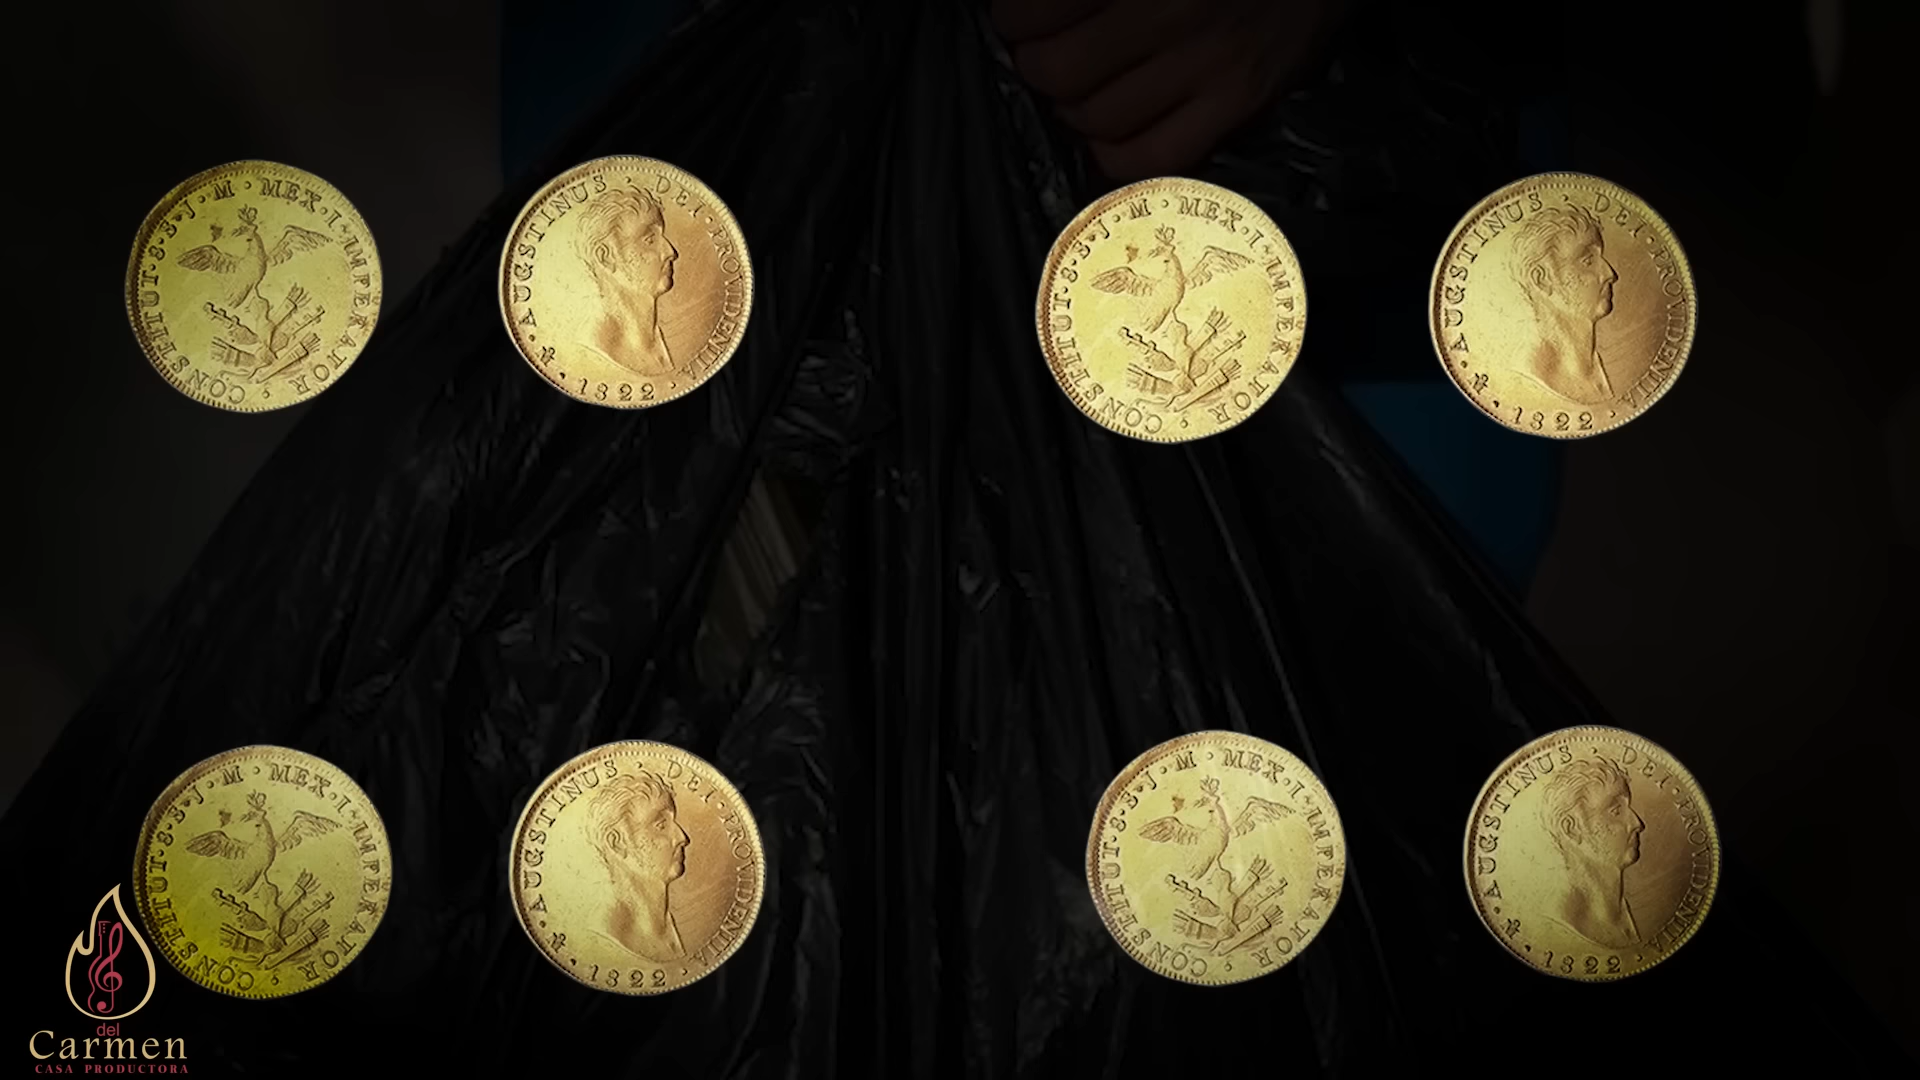 CONSTITUT·8·S·J·M·MEX·I·IMPERATOR·
·AUGSTINUS·DEI·PROVIDENTIA·
·1822·
CONSTITUT·8·S·J·M·MEX·I·IMPERATOR·
·AUGSTINUS·DEI·PROVIDENTIA·
·1822·
CONSTITUT·8·S·J·M·MEX·I·IMPERATOR·
·AUGSTINUS·DEI·PROVIDENTIA·
·1822·
CONSTITUT·8·S·J·M·MEX·I·IMPERATOR·
·AUGSTINUS·DEI·PROVIDENTIA·
·1822·
del
Carmen
CASA PRODUCTORA